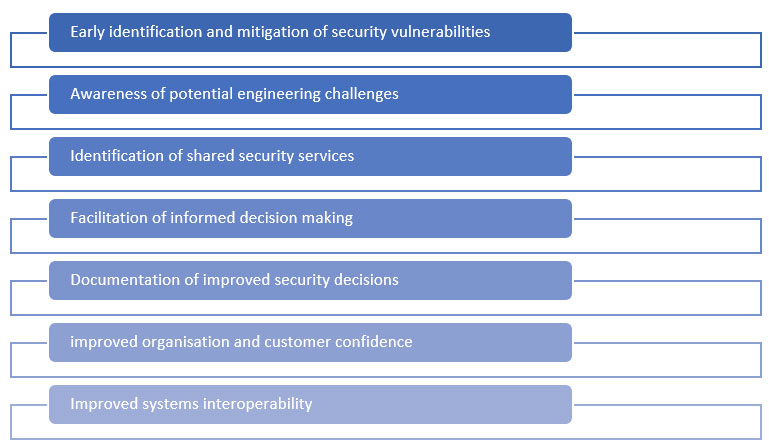 Early identification and mitigation of security vulnerabilities
Awareness of potential engineering challenges
Identification of shared security services
Facilitation of informed decision making
Documentation of improved security decisions
improved organisation and customer confidence
Improved systems interoperability